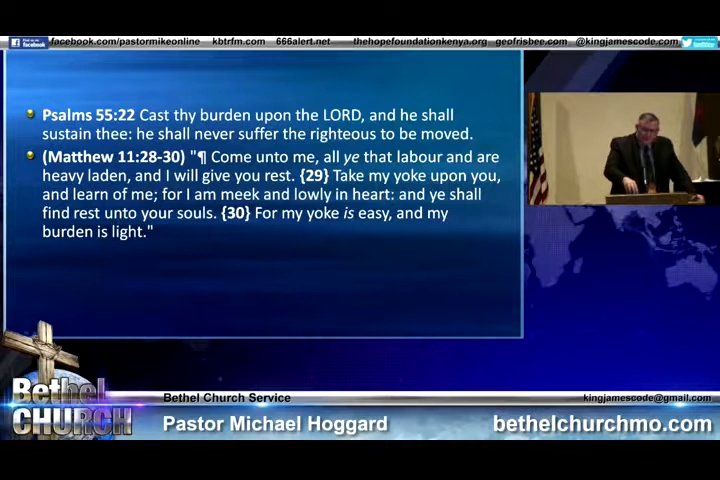 Find us on
facebook
facebook.com/pastormikeonline kbtrfm.com 666alert.net thehopefoundationkenya.org geofrisbee.com @kingjamescode.com
twitter
Psalms 55:22 Cast thy burden upon the LORD, and he shall
sustain thee: he shall never suffer the righteous to be moved.
(Matthew 11:28-30) "¶ Come unto me, all ye that labour and are
heavy laden, and I will give you rest. {29} Take my yoke upon you,
and learn of me; for I am meek and lowly in heart: and ye shall
find rest unto your souls. {30} For my yoke is easy, and my
burden is light."
Bethel
CHURCH
Bethel Church Service
kingjamescode@gmail.com
Pastor Michael Hoggard
bethelchurchmo.com